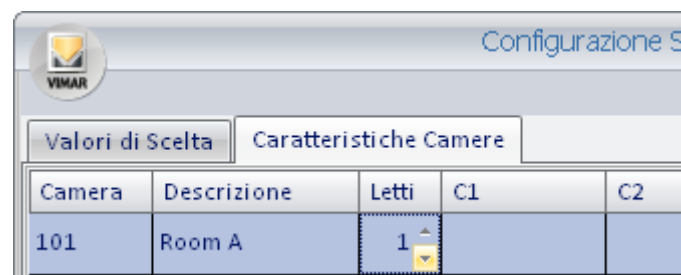 Configurazione S
VIMAR
Valori di Scelta Caratteristiche Camere
Camera Descrizione Letti C1 C2
101 Room A 1